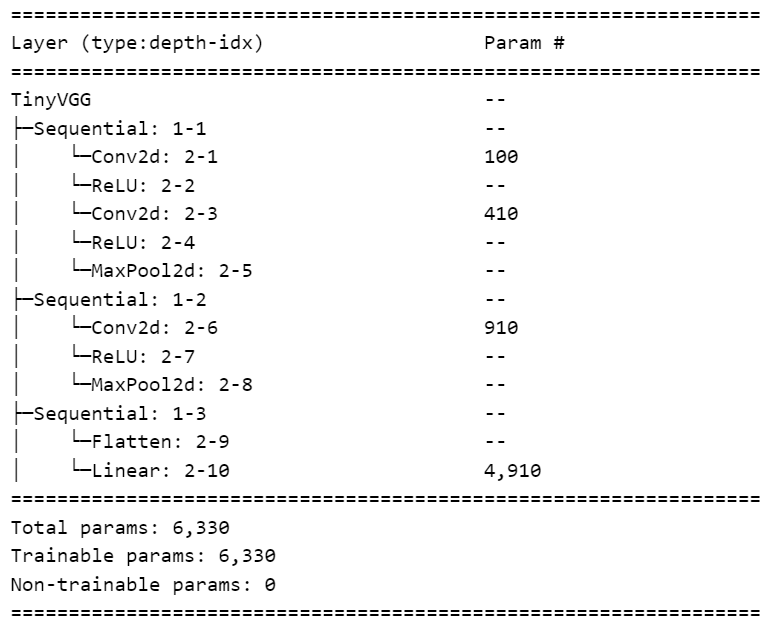 =================================================================
Layer (type:depth-idx)                   Param #
=================================================================
TinyVGG                                  --
├─Sequential: 1-1                        --
│    └─Conv2d: 2-1                       100
│    └─ReLU: 2-2                         --
│    └─Conv2d: 2-3                       410
│    └─ReLU: 2-4                         --
│    └─MaxPool2d: 2-5                    --
├─Sequential: 1-2                        --
│    └─Conv2d: 2-6                       910
│    └─ReLU: 2-7                         --
│    └─MaxPool2d: 2-8                    --
├─Sequential: 1-3                        --
│    └─Flatten: 2-9                      --
│    └─Linear: 2-10                      4,910
=================================================================
Total params: 6,330
Trainable params: 6,330
Non-trainable params: 0
=================================================================